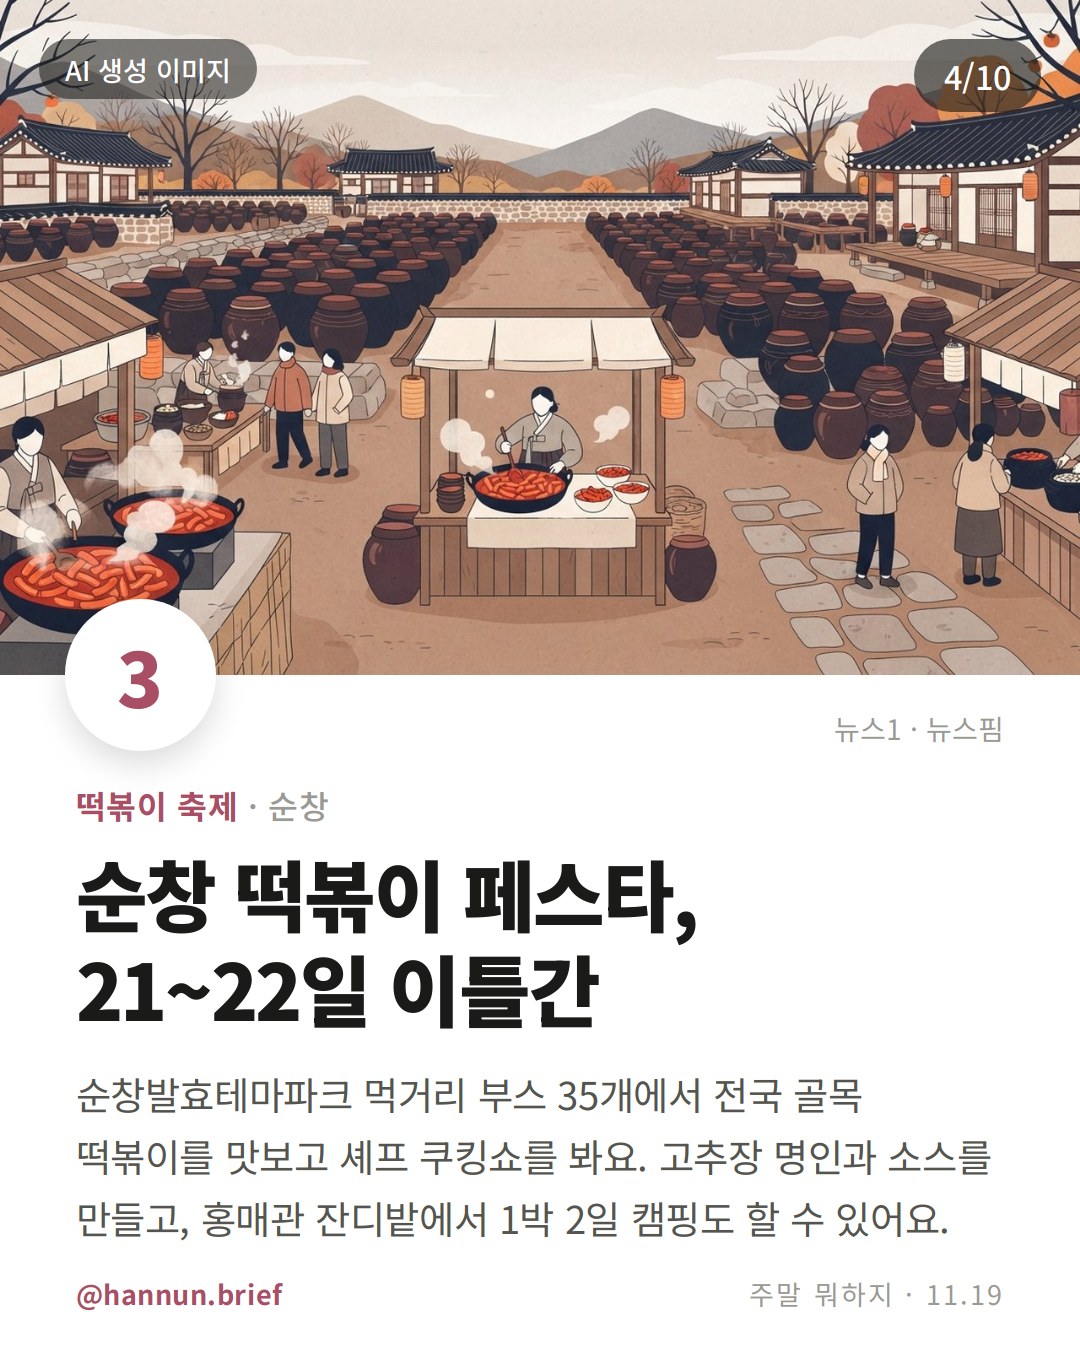 AI 생성 이미지
4/10
3
뉴스1 · 뉴스핌
떡볶이 축제 · 순창
순창 떡볶이 페스타,
21~22일 이틀간
순창발효테마파크 먹거리 부스 35개에서 전국 골목
떡볶이를 맛보고 셰프 쿠킹쇼를 봐요. 고추장 명인과 소스를
만들고, 홍매관 잔디밭에서 1박 2일 캠핑도 할 수 있어요.
@hannun.brief
주말 뭐하지 · 11.19